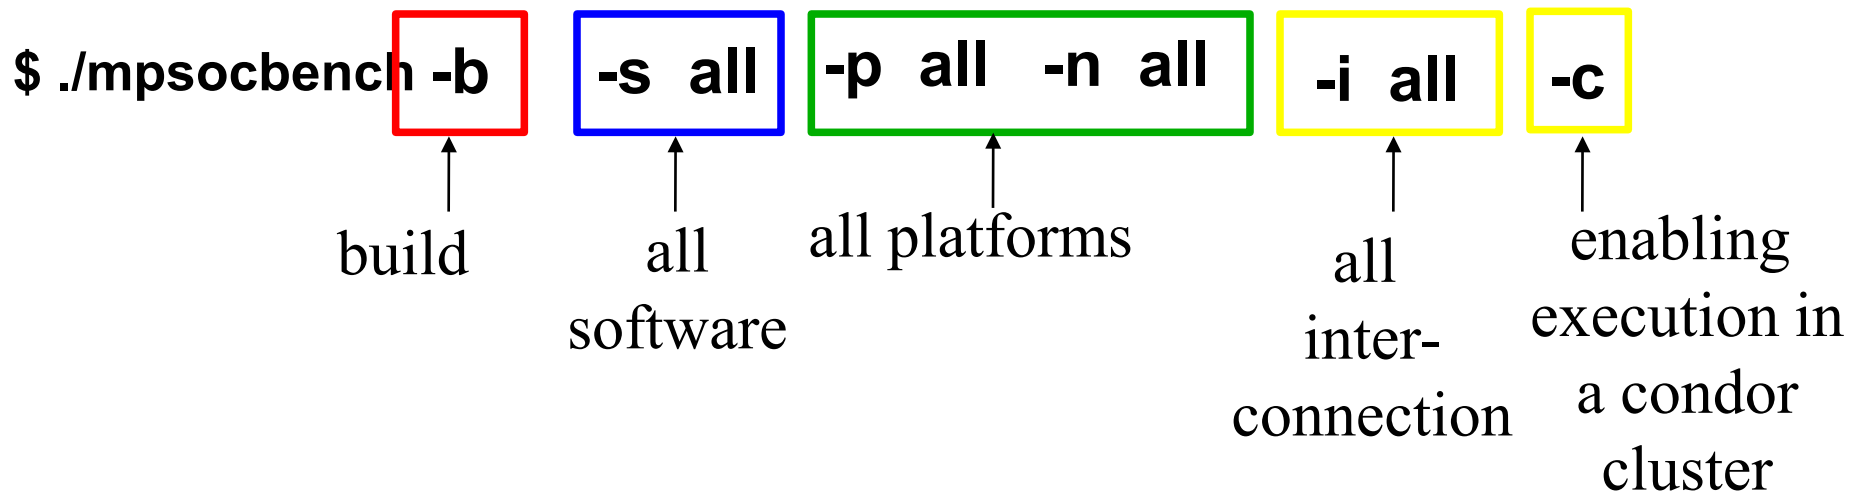 $ ./mpsocbench -b -s all -p all -n all -i all -c
build
all
software
all platforms
all
inter-
connection
enabling
execution in
a condor
cluster